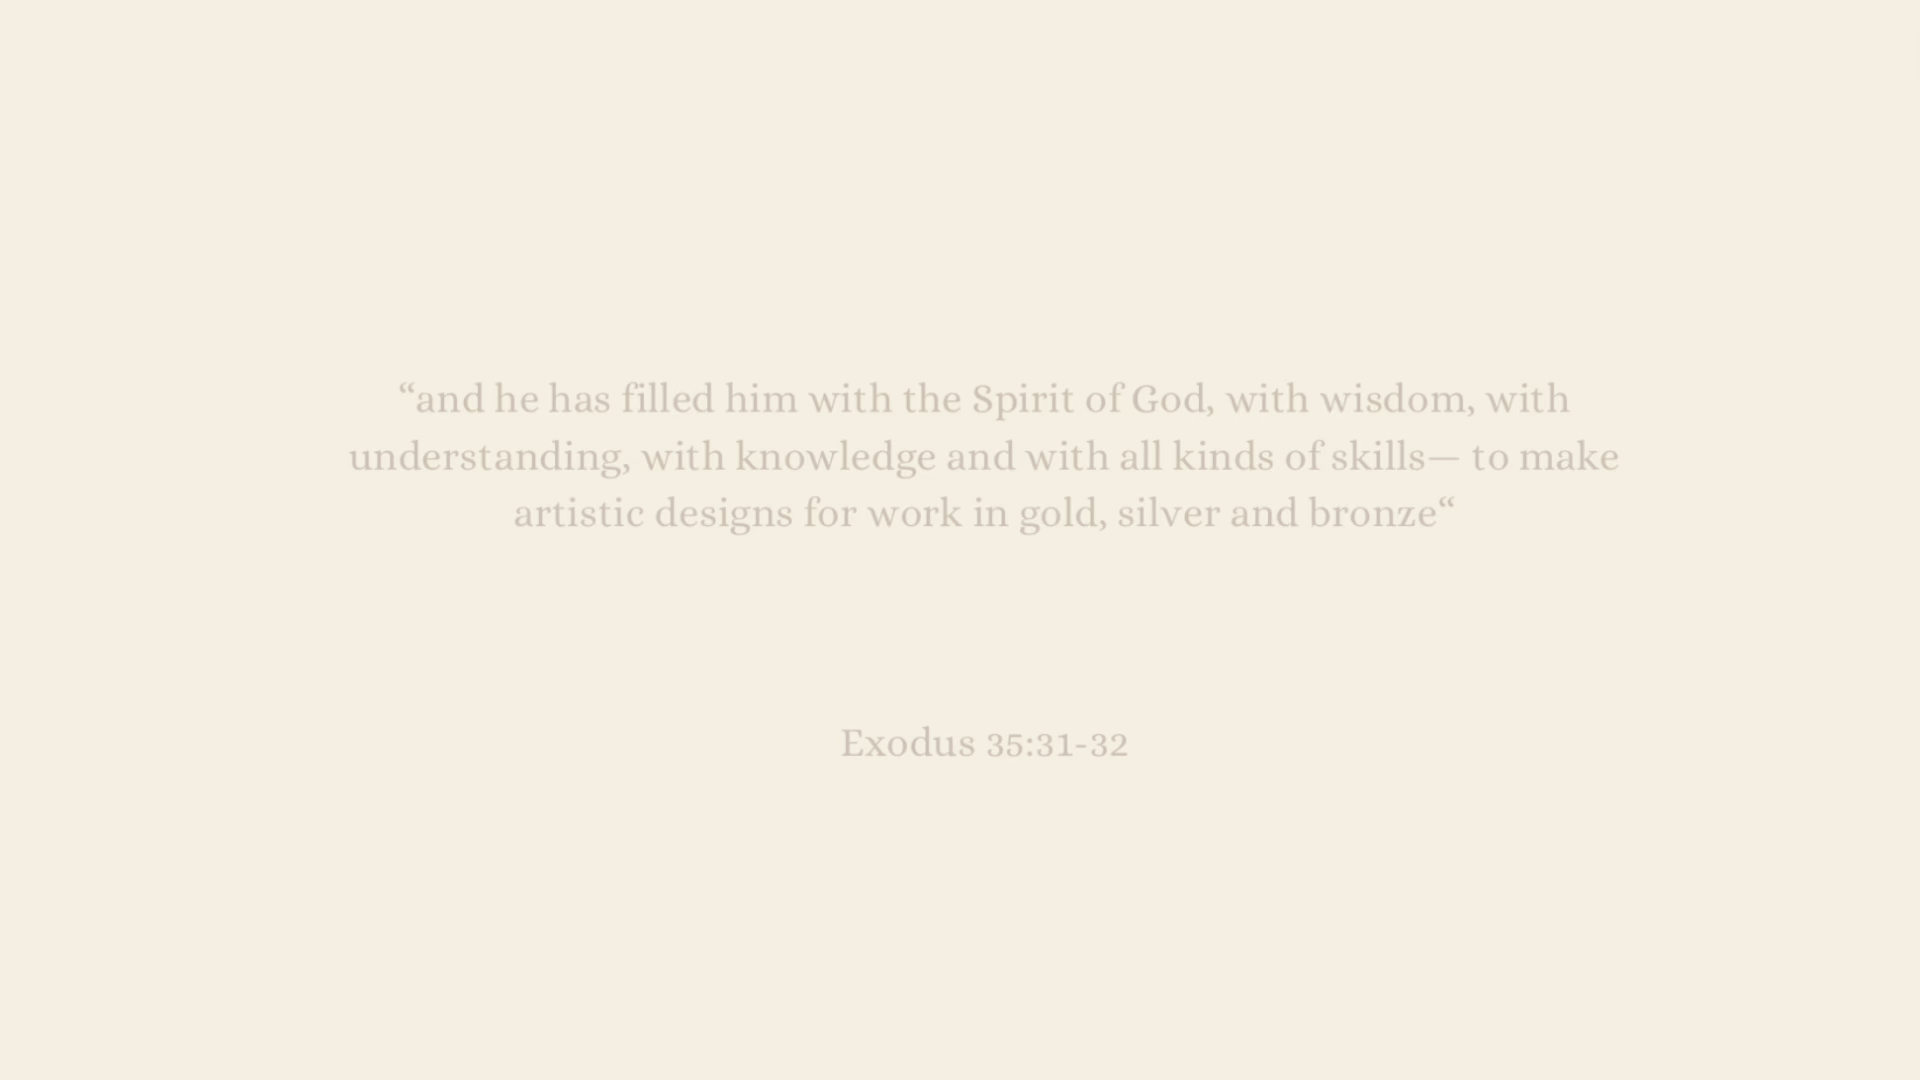 “and he has filled him with the Spirit of God, with wisdom, with
understanding, with knowledge and with all kinds of skills— to make
artistic designs for work in gold, silver and bronze“
Exodus 35:31-32